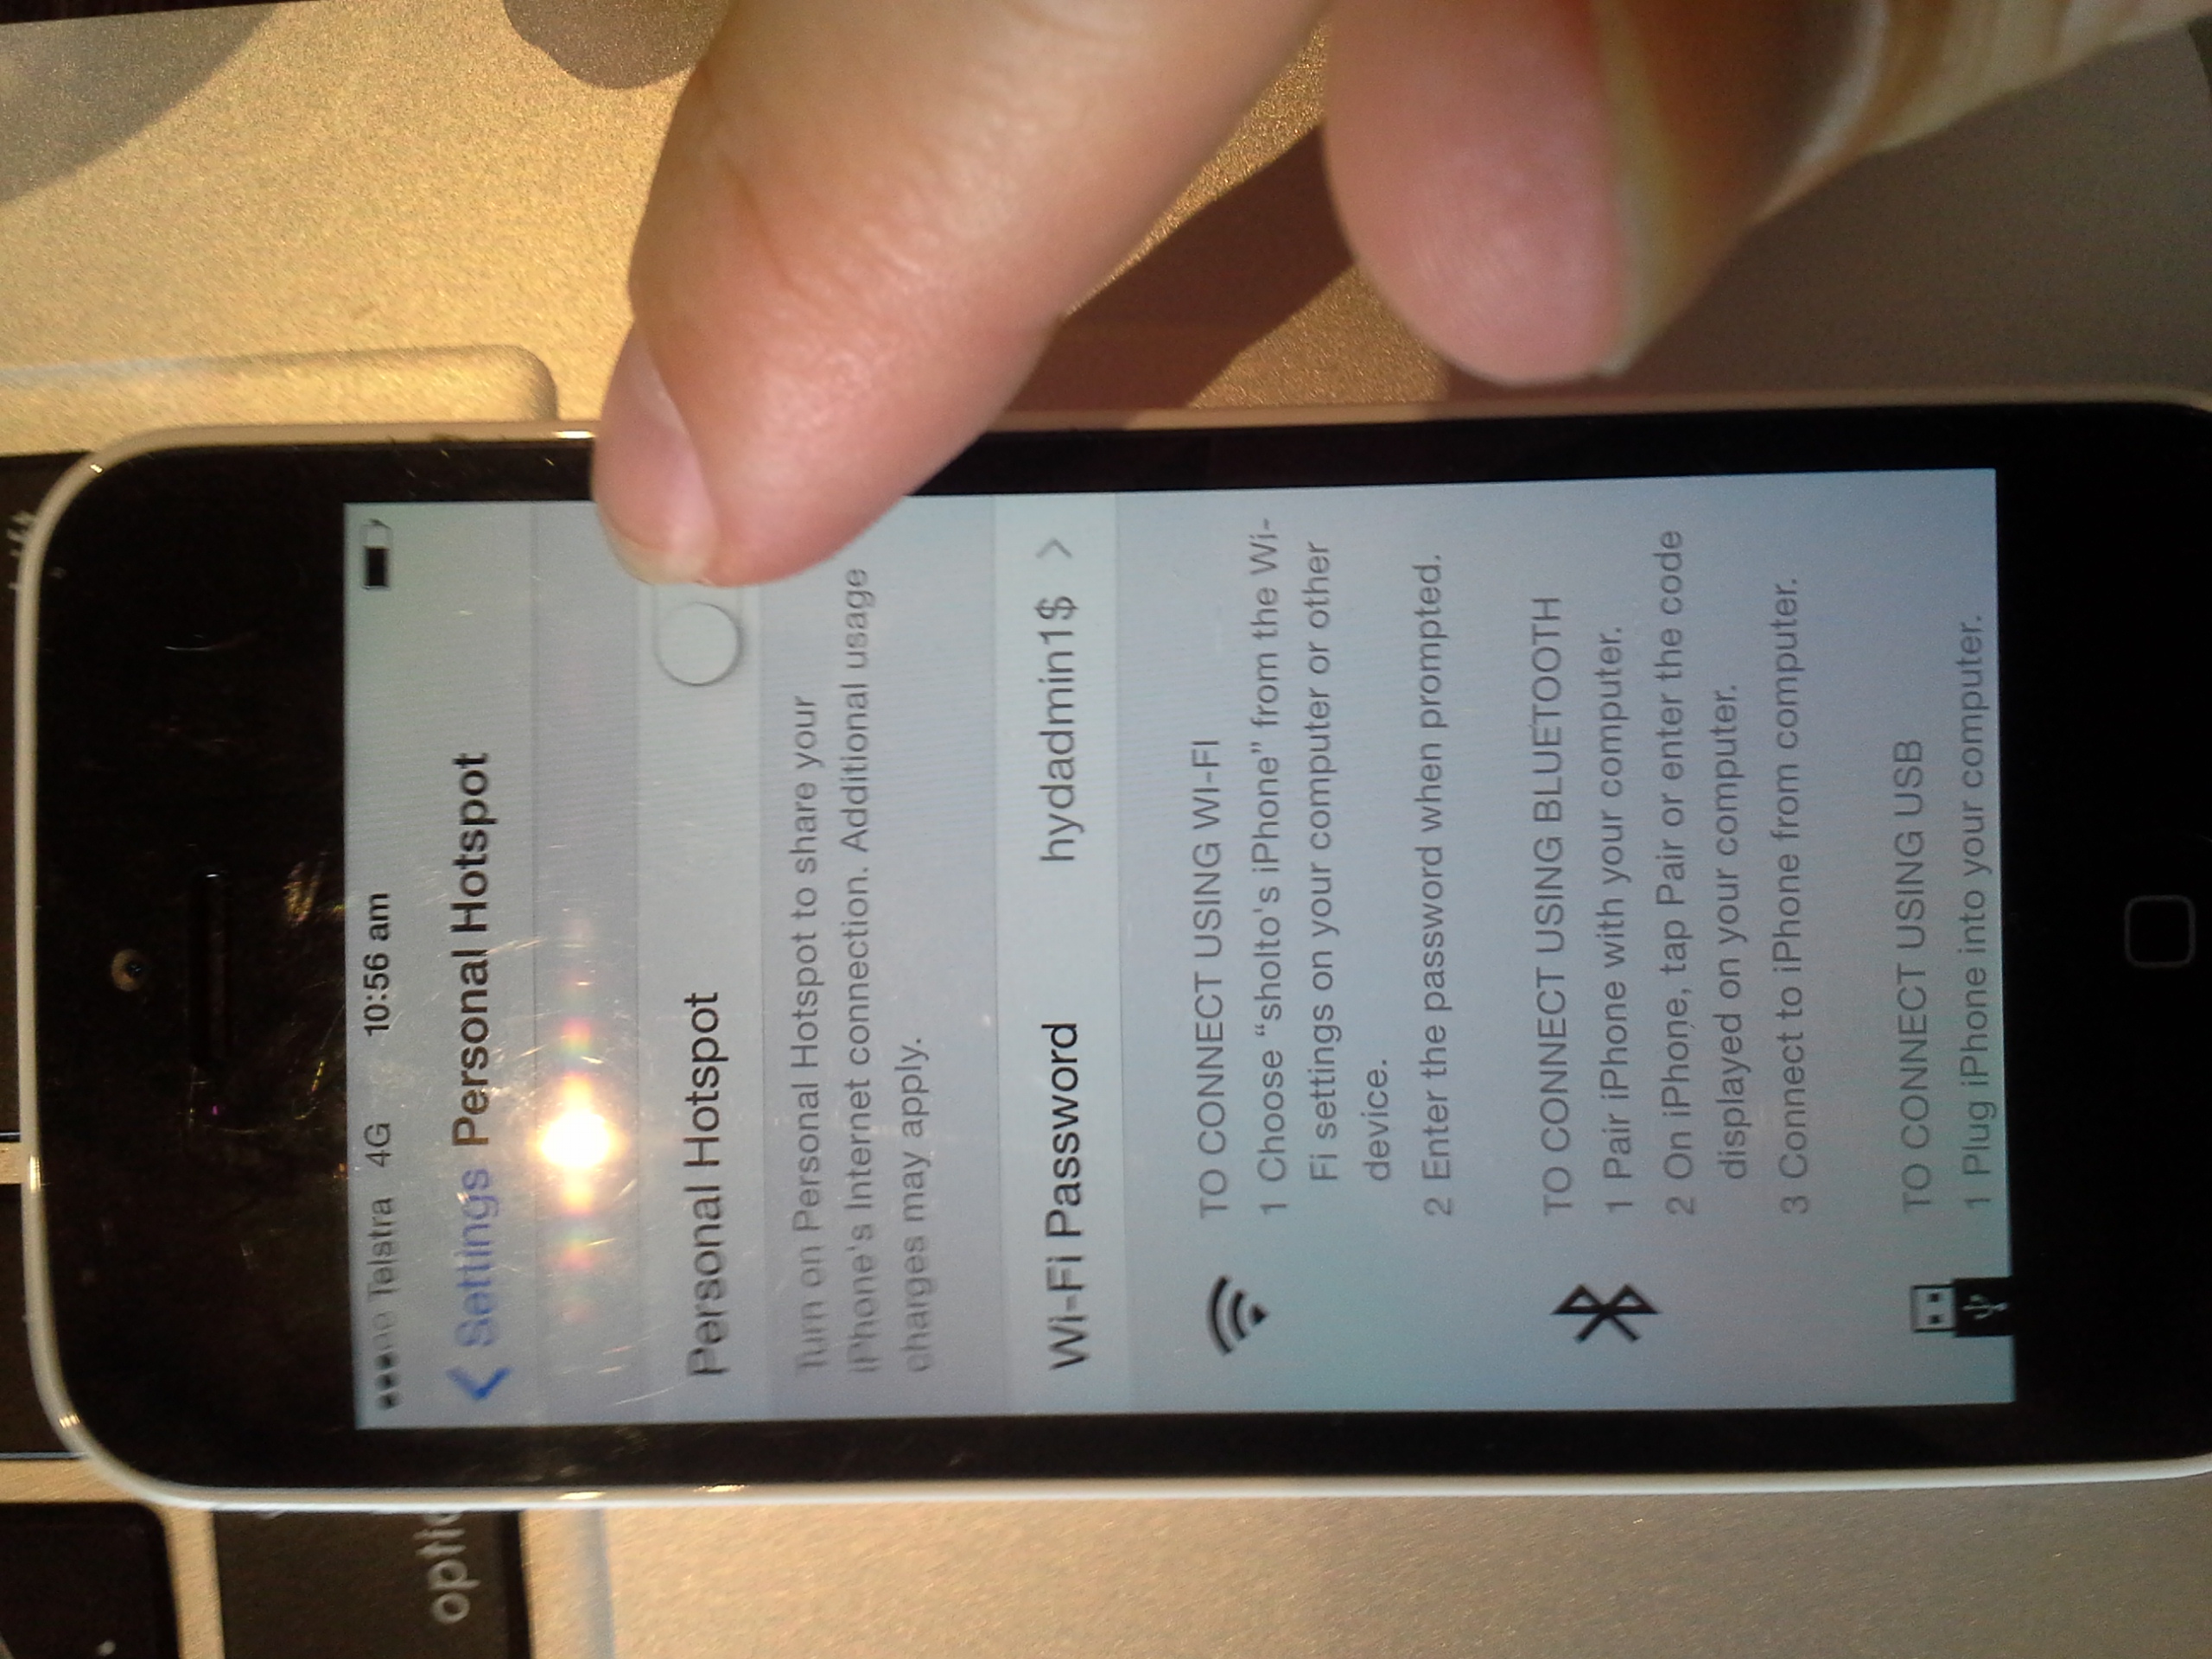 shift
optio
Telstra 4G 10:56 am
Settings Personal Hotspot
Personal Hotspot
Turn on Personal Hotspot to share your
iPhone's Internet connection. Additional usage
charges may apply.
Wi-Fi Password hydadmin1$
TO CONNECT USING WI-FI
1 Choose “sholto's iPhone” from the Wi-
Fi settings on your computer or other
device.
2 Enter the password when prompted.
TO CONNECT USING BLUETOOTH
1 Pair iPhone with your computer.
2 On iPhone, tap Pair or enter the code
displayed on your computer.
3 Connect to iPhone from computer.
TO CONNECT USING USB
1 Plug iPhone into your computer.